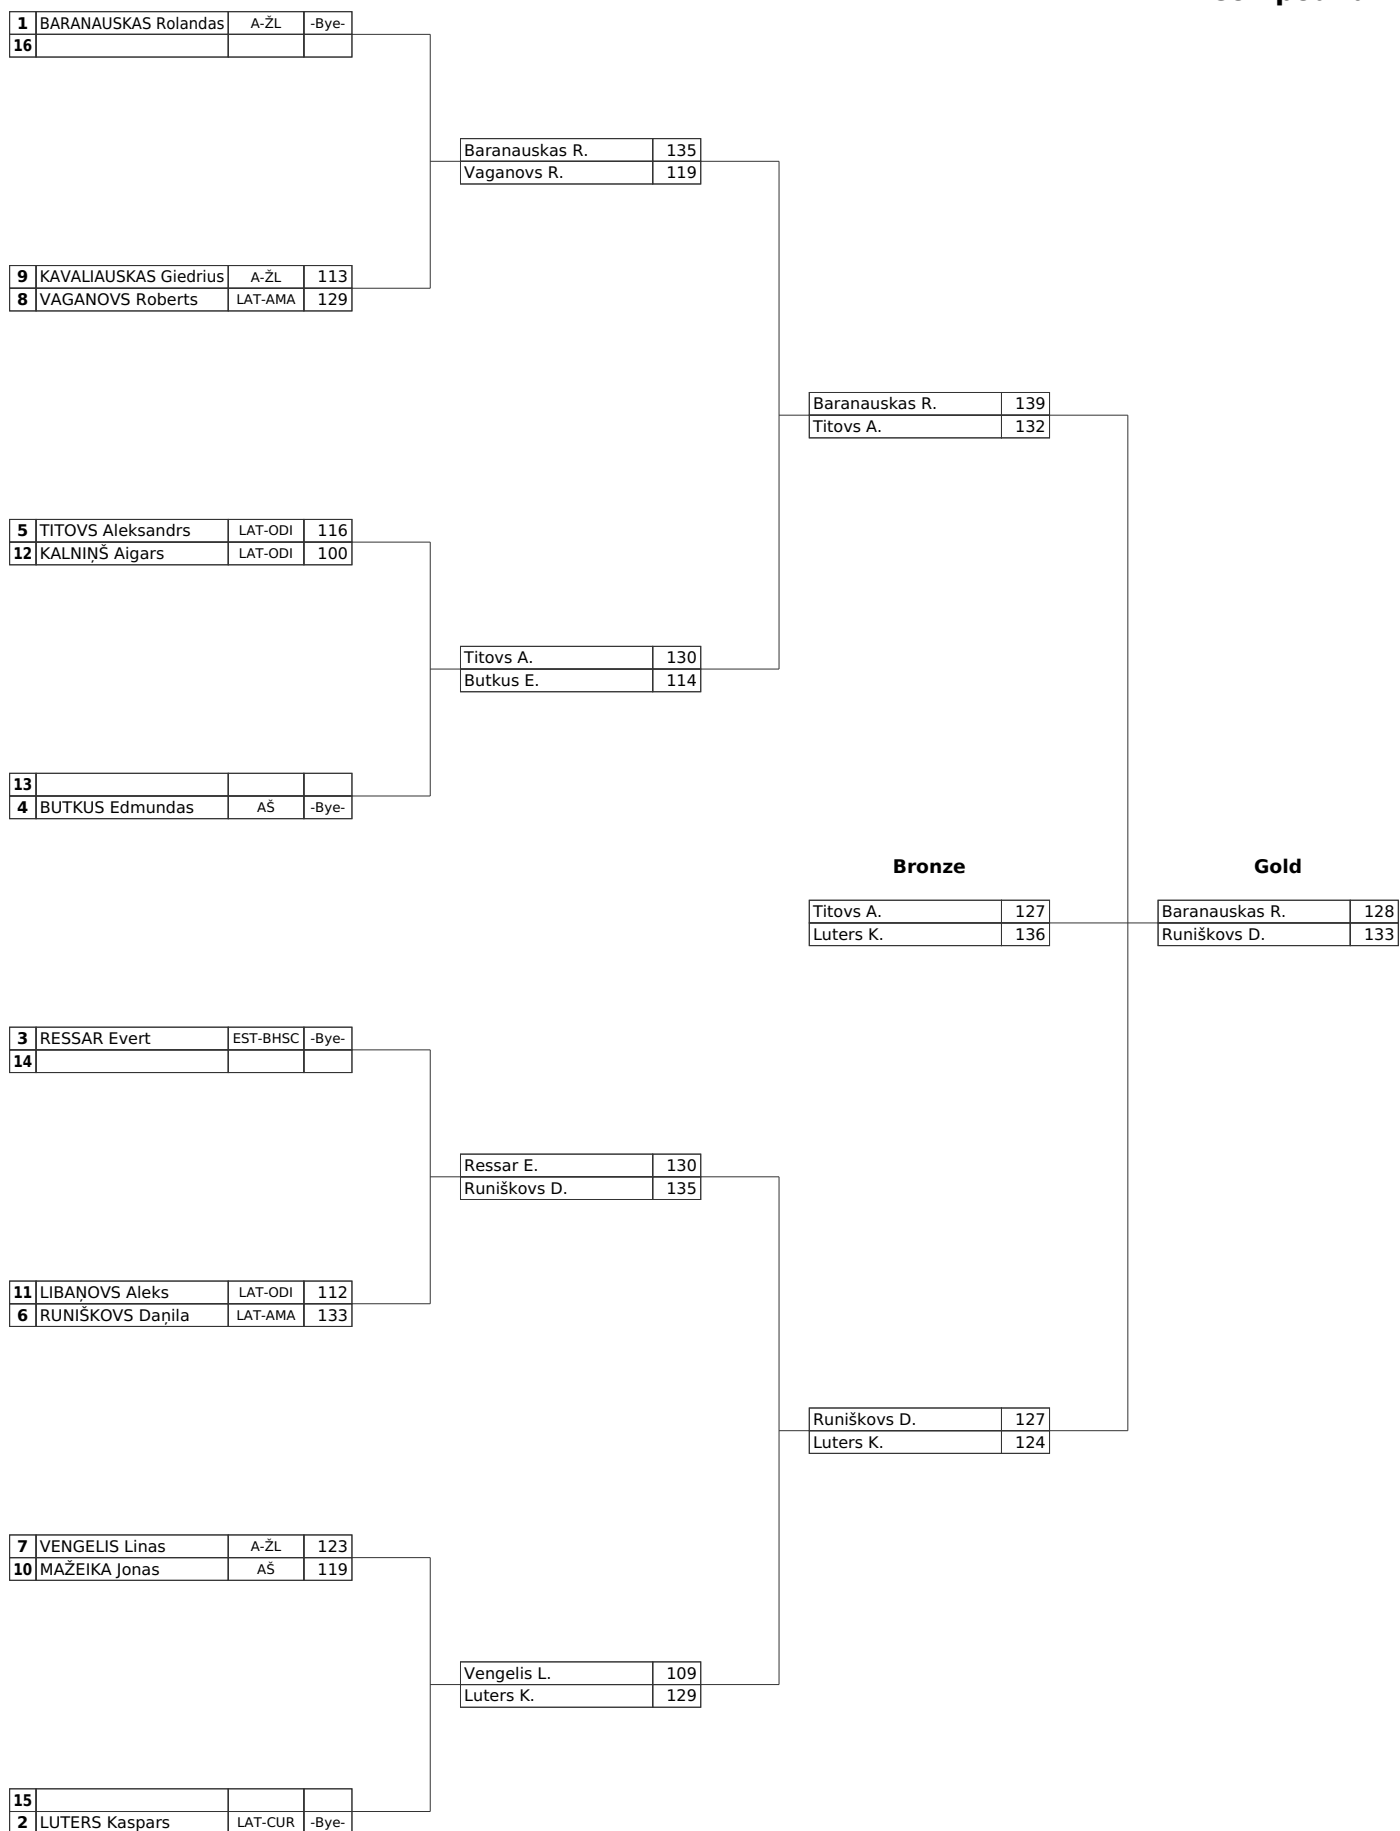 1 BARANAUSKAS Rolandas A-ŽL -Bye-
16
Baranauskas R. 135
Vaganovs R. 119
9 KAVALIAUSKAS Giedrius A-ŽL 113
8 VAGANOVS Roberts LAT-AMA 129
Baranauskas R. 139
Titovs A. 132
5 TITOVS Aleksandrs LAT-ODI 116
12 KALNIŅŠ Aigars LAT-ODI 100
Titovs A. 130
Butkus E. 114
13
4 BUTKUS Edmundas AŠ -Bye-
Bronze Gold
Titovs A. 127 Baranauskas R. 128
Luters K. 136 Runiškovs D. 133
3 RESSAR Evert EST-BHSC -Bye-
14
Ressar E. 130
Runiškovs D. 135
11 LIBAŅOVS Aleks LAT-ODI 112
6 RUNIŠKOVS Daņila LAT-AMA 133
Runiškovs D. 127
Luters K. 124
7 VENGELIS Linas A-ŽL 123
10 MAŽEIKA Jonas AŠ 119
Vengelis L. 109
Luters K. 129
15
2 LUTERS Kaspars LAT-CUR -Bye-